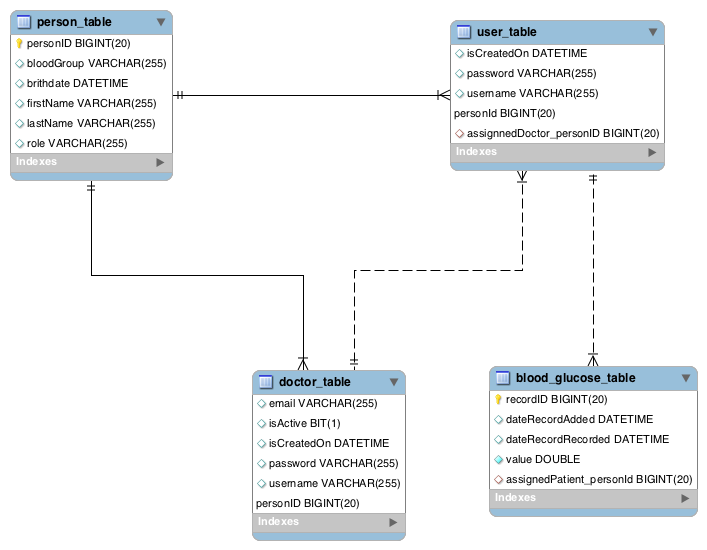 person_table
personID BIGINT(20)
bloodGroup VARCHAR(255)
brithdate DATETIME
firstName VARCHAR(255)
lastName VARCHAR(255)
role VARCHAR(255)
Indexes
user_table
isCreatedOn DATETIME
password VARCHAR(255)
username VARCHAR(255)
personId BIGINT(20)
assignnedDoctor_personID BIGINT(20)
Indexes
doctor_table
email VARCHAR(255)
isActive BIT(1)
isCreatedOn DATETIME
password VARCHAR(255)
username VARCHAR(255)
personID BIGINT(20)
Indexes
blood_glucose_table
recordID BIGINT(20)
dateRecordAdded DATETIME
dateRecordRecorded DATETIME
value DOUBLE
assignedPatient_personId BIGINT(20)
Indexes